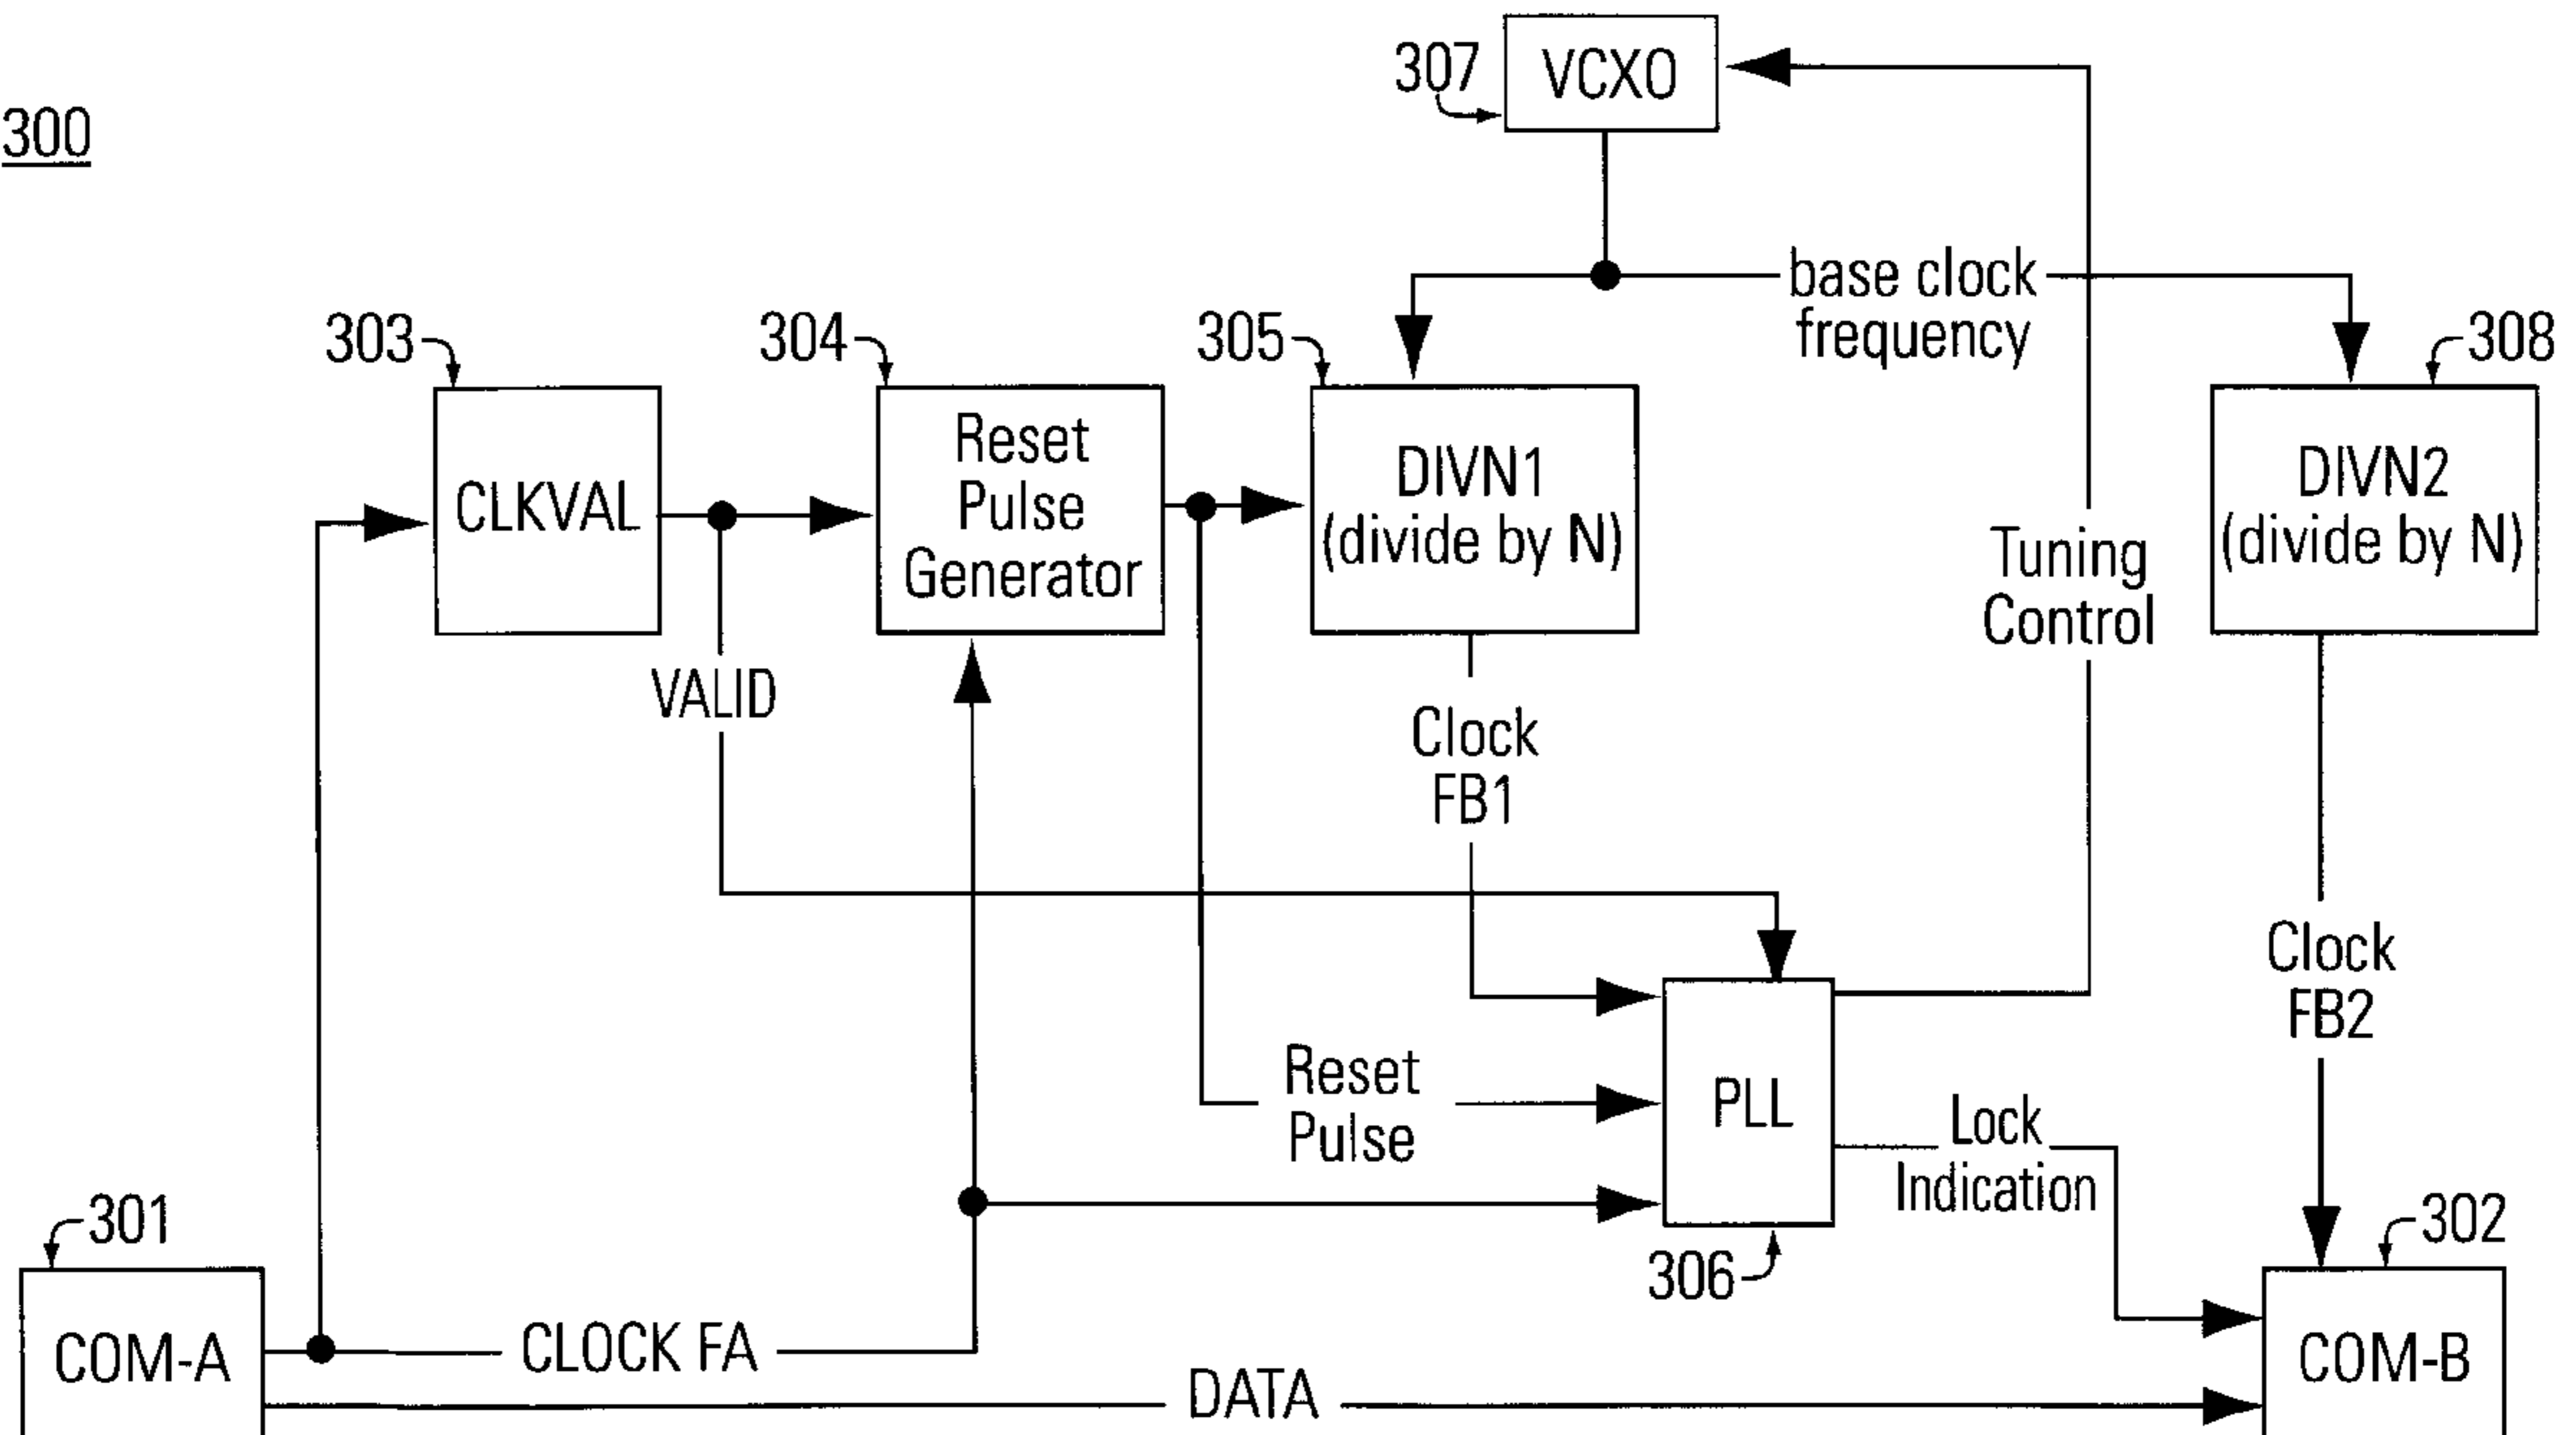 307
VCXO
300
base clock
frequency
303
304
305
308
CLKVAL
Reset
Pulse
Generator
DIVN1
(divide by N)
DIVN2
(divide by N)
Tuning
Control
VALID
Clock
FB1
Clock
FB2
Reset
Pulse
PLL
Lock
Indication
301
306
302
COM-A
CLOCK FA
COM-B
DATA